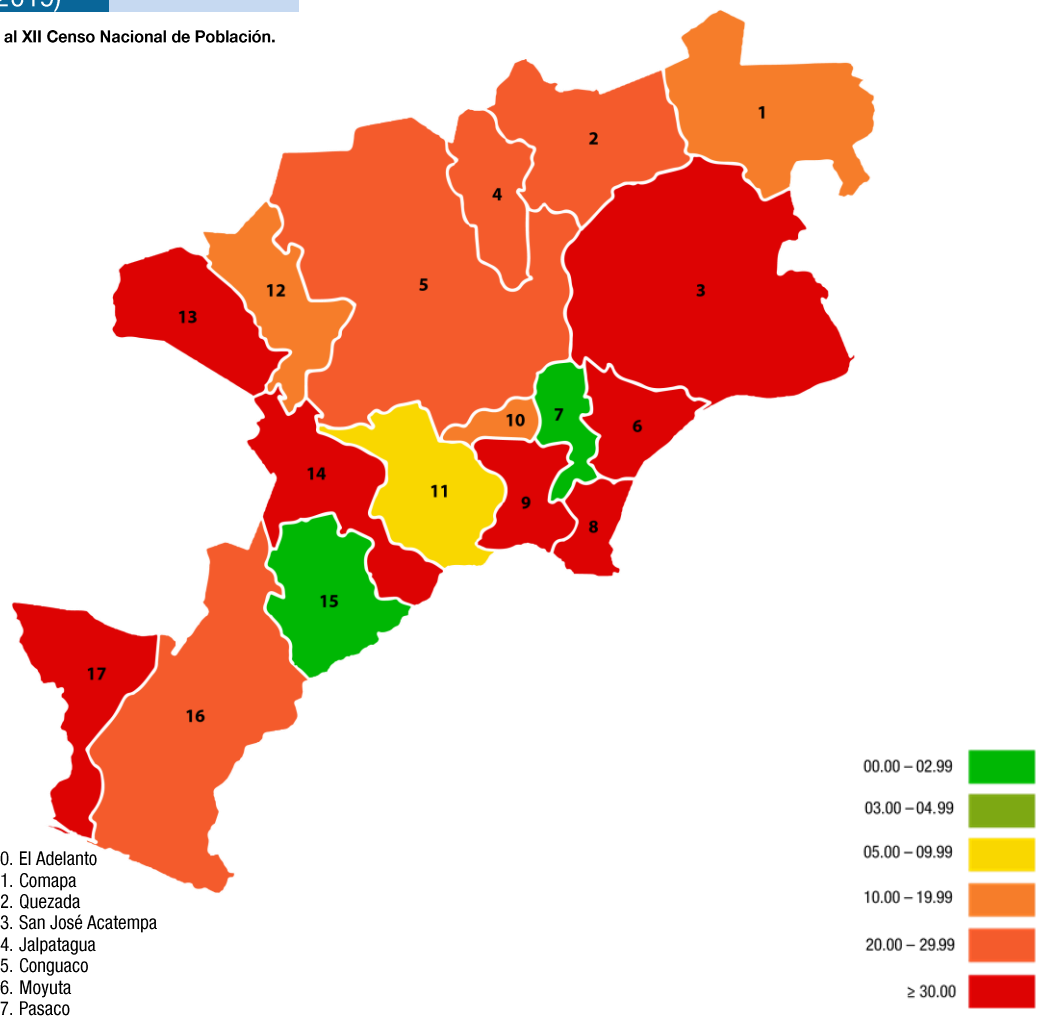 2019)
al XII Censo Nacional de Población.
1
2
4
3
5
12
13
7
10
6
14
11
9
8
15
17
16
00.00 – 02.99
03.00 – 04.99
05.00 – 09.99
10.00 – 19.99
20.00 – 29.99
≥ 30.00
0. El Adelanto
1. Comapa
2. Quezada
3. San José Acatempa
4. Jalpatagua
5. Conguaco
6. Moyuta
7. Pasaco